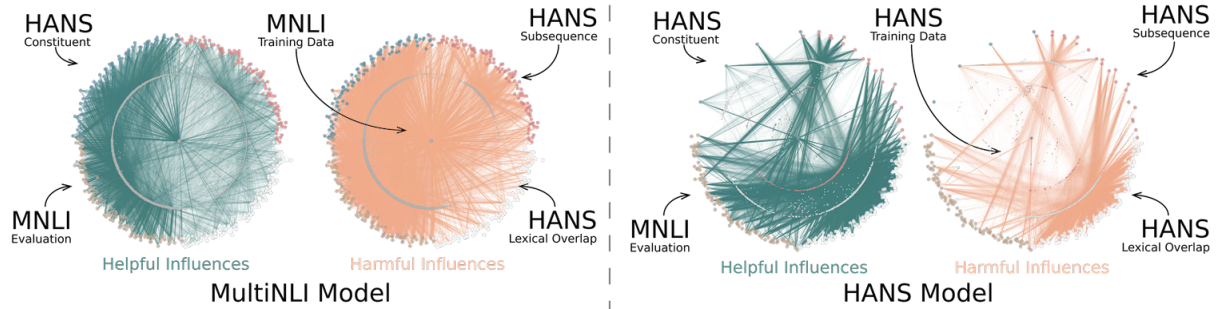 HANS
Constituent
MNLI
Training Data
HANS
Subsequence
MNLI
Evaluation
HANS
Lexical Overlap
Helpful Influences
Harmful Influences
MultiNLI Model
HANS
Constituent
HANS
Training Data
HANS
Subsequence
MNLI
Evaluation
HANS
Lexical Overlap
Helpful Influences
Harmful Influences
HANS Model